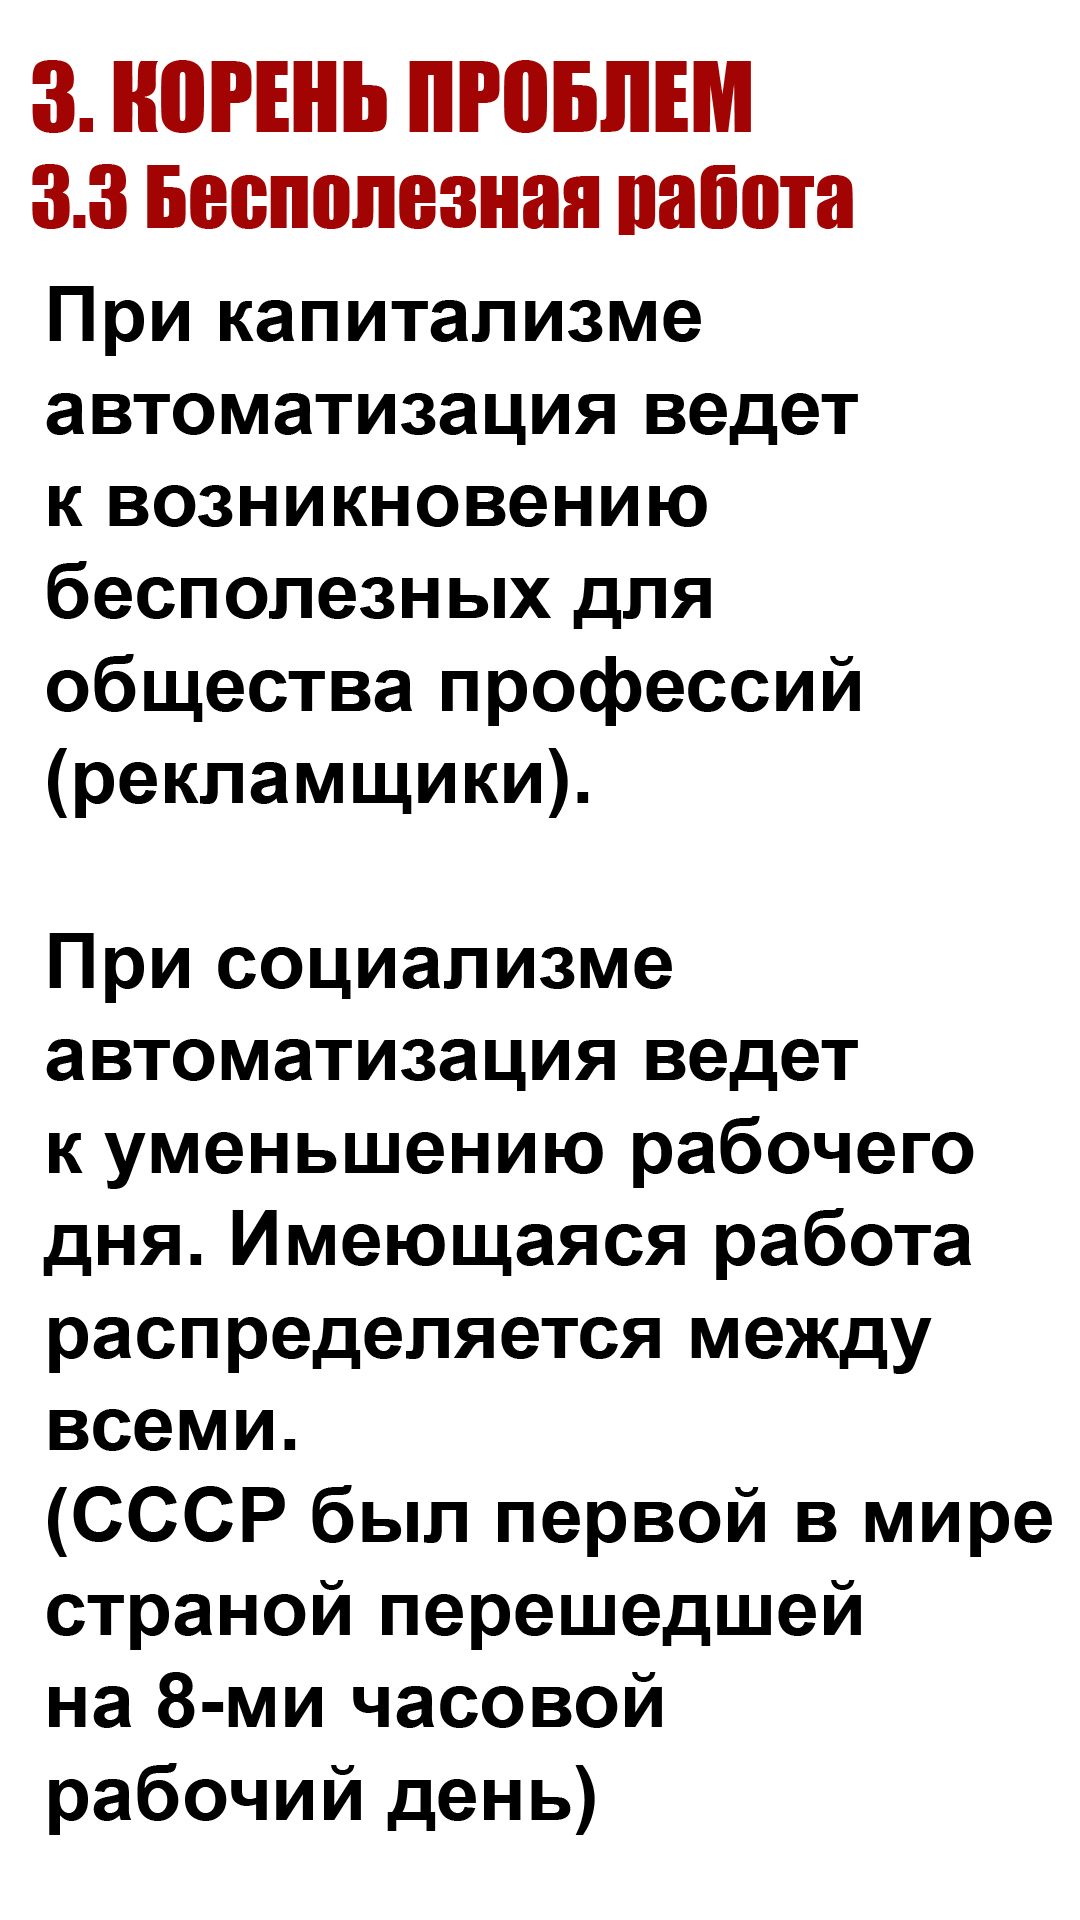 3. КОРЕНЬ ПРОБЛЕМ
3.3 Бесполезная работа
При капитализме
автоматизация ведет
к возникновению
бесполезных для
общества профессий
(рекламщики).
При социализме
автоматизация ведет
к уменьшению рабочего
дня. Имеющаяся работа
распределяется между
всеми.
(СССР был первой в мире
страной перешедшей
на 8-ми часовой
рабочий день)